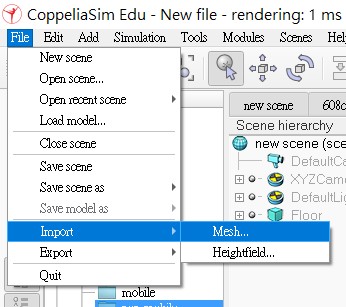 CoppeliaSim Edu - New file - rendering: 1 ms
File Edit Add Simulation Tools Modules Scenes Help
New scene
Open scene...
Open recent scene
Load model...
Close scene
Save scene
Save scene as
Save model as
Import
Export
Quit
Mesh...
Heightfield...
new scene 608c
Scene hierarchy
new scene (sce
DefaultCa
XYZCame
DefaultLig
Floor
mobile